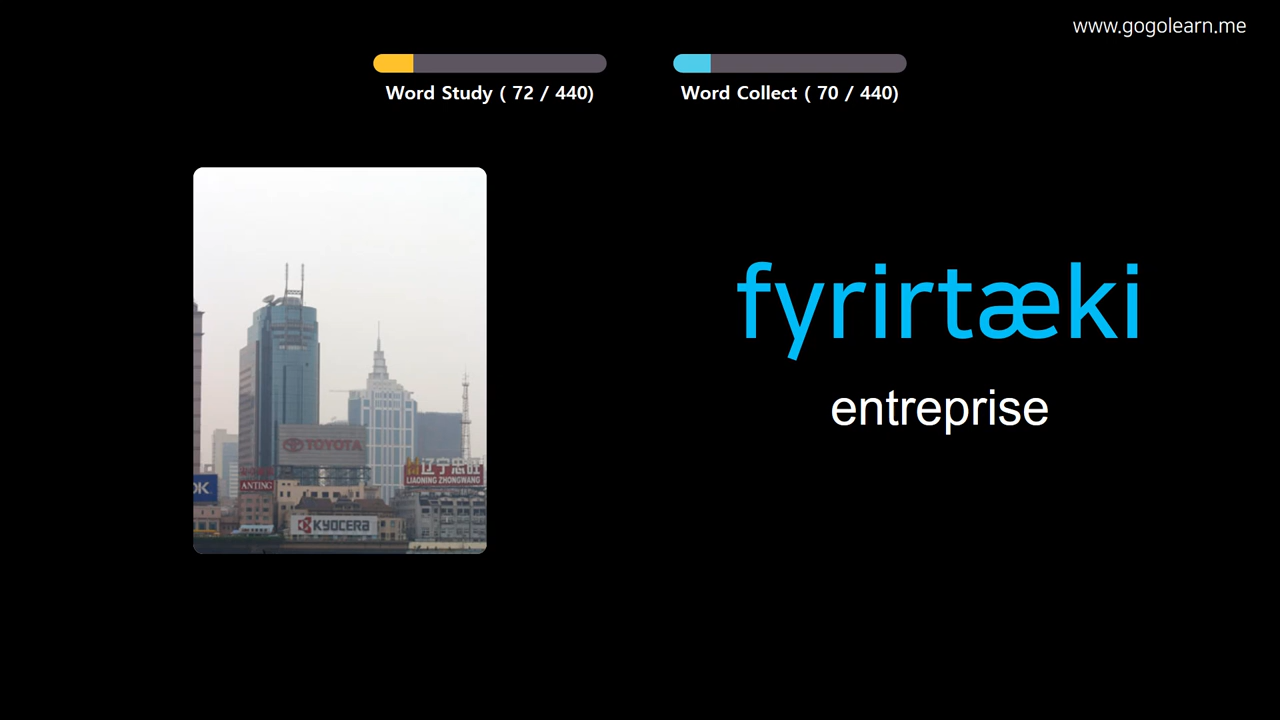 www.gogolearn.me
Word Study ( 72 / 440)
Word Collect ( 70 / 440)
fyrirtæki
entreprise
TOYOTA
辽宁忠旺
LIAONING ZHONGWANG
OK
ANTING
KYOCERA